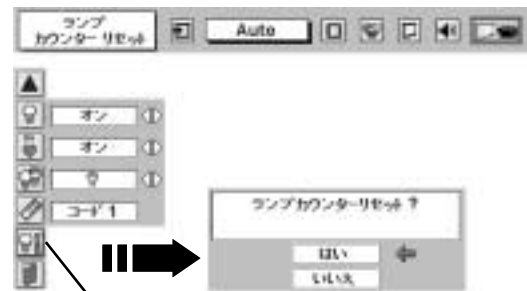 ランプ
カウンター リセット
Auto
オン
オン
コード 1
ランプカウンターリセット ?
はい
いいえ